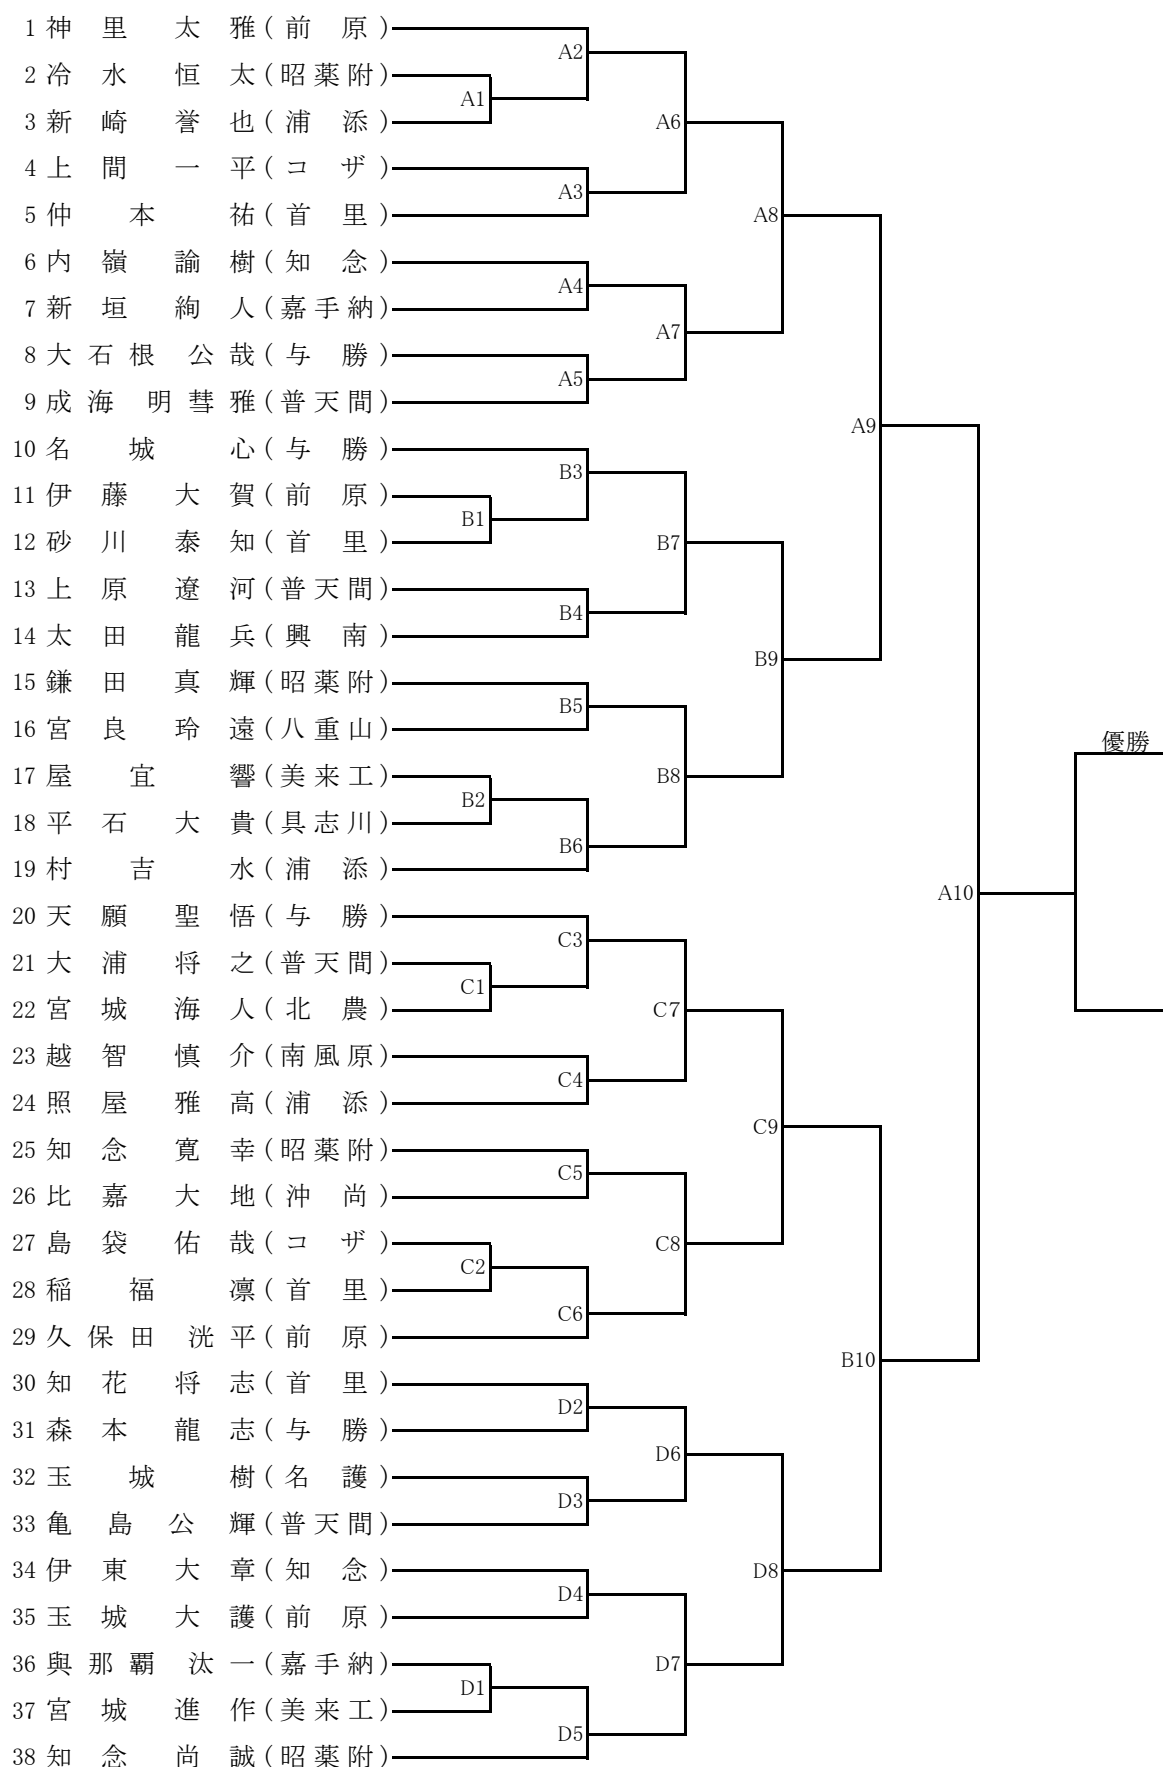 1 神里太雅(前原)
A2
2 冷水恒太(昭薬附)
A1
3 新崎誉也(浦添)
A6
4 上間一平(コザ)
A3
5 仲本祐(首里)
A8
6 内嶺諭樹(知念)
A4
7 新垣絢人(嘉手納)
A7
8 大石根公哉(与勝)
A5
9 成海明彗雅(普天間)
A9
10 名城心(与勝)
B3
11 伊藤大賀(前原)
B1
12 砂川泰知(首里)
B7
13 上原遼河(普天間)
B4
14 太田龍兵(興南)
B9
15 鎌田真輝(昭薬附)
B5
16 宮良玲遠(八重山)
優勝
17 屋宜響(美来工)
B8
B2
18 平石大貴(具志川)
B6
19 村吉水(浦添)
A10
20 天願聖悟(与勝)
C3
21 大浦将之(普天間)
C1
22 宮城海人(北農)
C7
23 越智慎介(南風原)
C4
24 照屋雅高(浦添)
C9
25 知念寛幸(昭薬附)
C5
26 比嘉大地(沖尚)
27 島袋佑哉(コザ)
C8
C2
28 稲福凛(首里)
C6
29 久保田洸平(前原)
B10
30 知花将志(首里)
D2
31 森本龍志(与勝)
D6
32 玉城樹(名護)
D3
33 亀島公輝(普天間)
34 伊東大章(知念)
D8
D4
35 玉城大護(前原)
36 與那覇汰一(嘉手納)
D7
D1
37 宮城進作(美来工)
D5
38 知念尚誠(昭薬附)